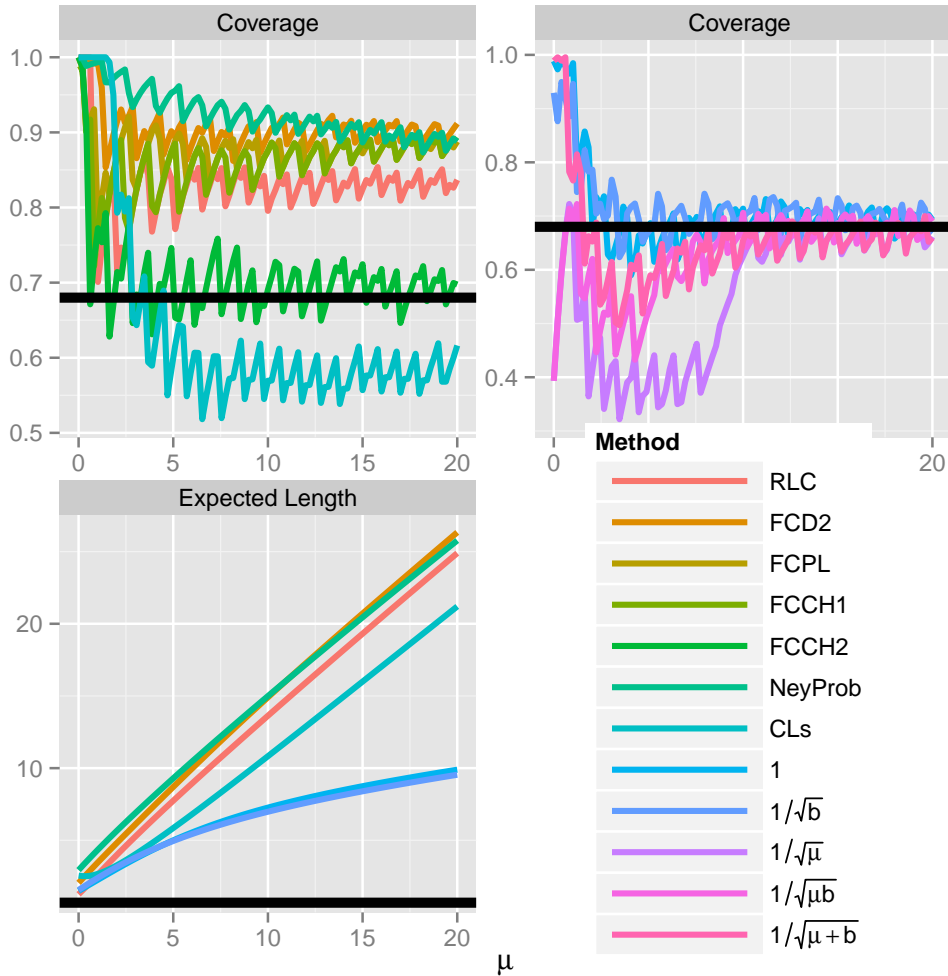 Coverage
1.0
0.9
0.8
0.7
0.6
0.5
0 5 10 15 20
Coverage
1.0
0.8
0.6
0.4
0 20
Expected Length
20
10
0 5 10 15 20
μ
Method
RLC
FCD2
FCPL
FCCH1
FCCH2
NeyProb
CLs
1
1/√b
1/√μ
1/√μb
1/√μ + b